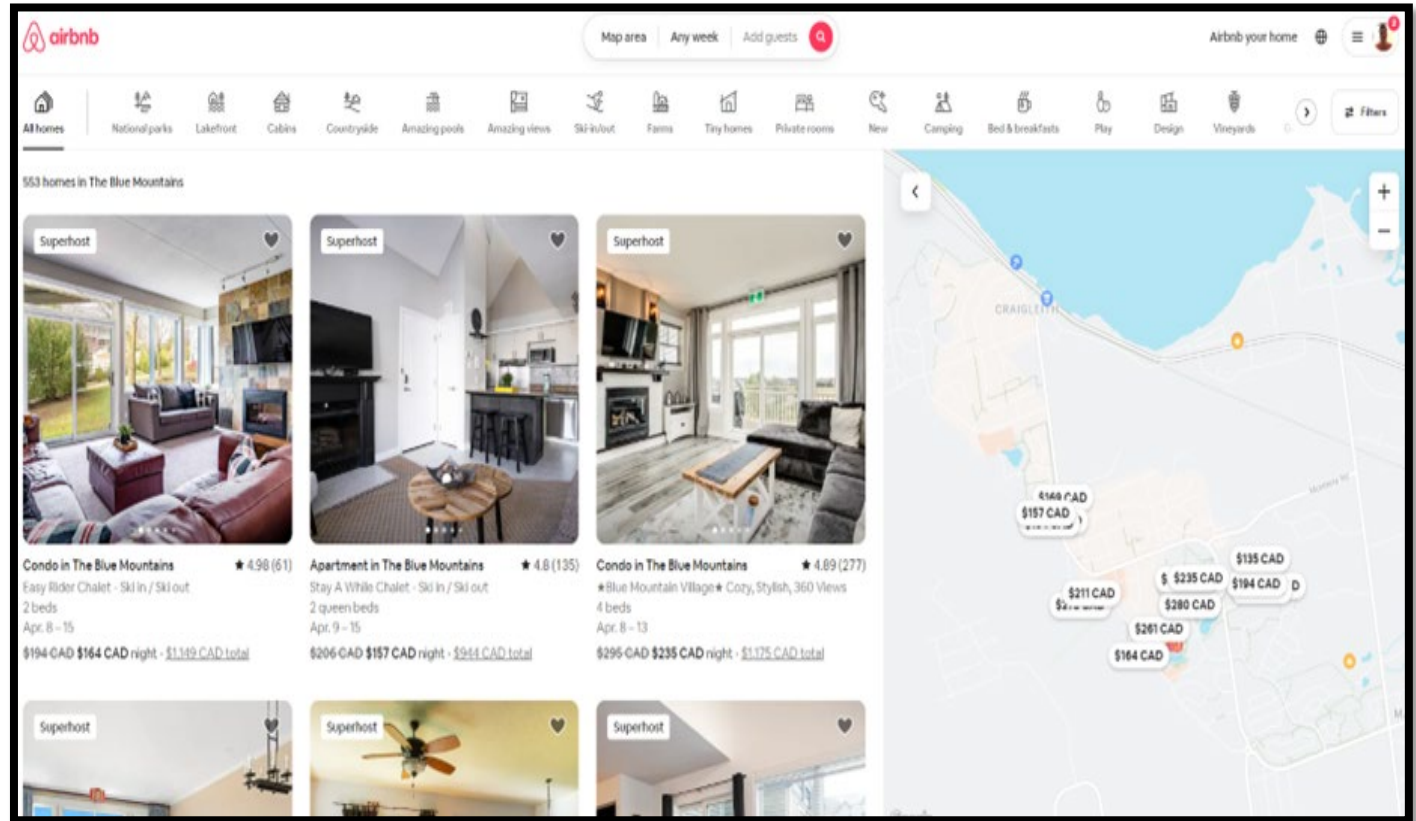 airbnb
Map area Any week Add guests
Airbnb your home
2
All homes National parks Lakefront Cabins Countryside Amazing pools Amazing views Ski-in/out Farms Tiny homes Private rooms New Camping Bed & breakfasts Play Design Vineyards
Filters
553 homes in The Blue Mountains
Superhost
Superhost
Superhost
Condo in The Blue Mountains ★ 4.98 (61)
Easy Rider Chalet - Ski in / Ski out
2 beds
Apr. 8 – 15
$194 CAD $164 CAD night · $1,149 CAD total
Apartment in The Blue Mountains ★ 4.8 (135)
Stay A While Chalet - Ski in / Ski out
2 queen beds
Apr. 9 – 15
$206 CAD $157 CAD night · $944 CAD total
Condo in The Blue Mountains ★ 4.89 (277)
★Blue Mountain Village★ Cozy, Stylish, 360 Views
4 beds
Apr. 8 – 13
$295 CAD $235 CAD night · $1,175 CAD total
Superhost
Superhost
Superhost
CRAIGLEITH
$169 CAD
$157 CAD
$135 CAD
$235 CAD
$194 CAD
$211 CAD
$280 CAD
$261 CAD
$164 CAD